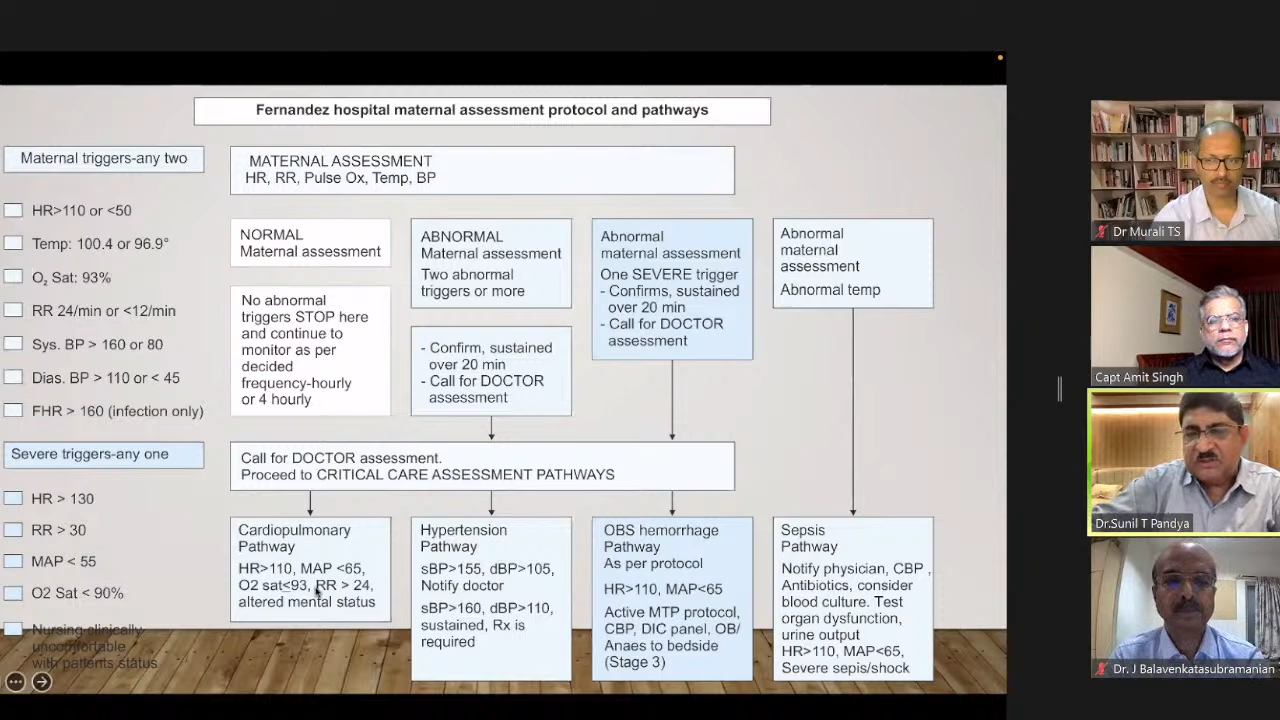 Fernandez hospital maternal assessment protocol and pathways
Maternal triggers-any two
HR>110 or <50
Temp: 100.4 or 96.9°
O₂ Sat: 93%
RR 24/min or <12/min
Sys. BP > 160 or 80
Dias. BP > 110 or < 45
FHR > 160 (infection only)
Severe triggers-any one
HR > 130
RR > 30
MAP < 55
O2 Sat < 90%
Nursing clinically
uncomfortable
with patients status
MATERNAL ASSESSMENT
HR, RR, Pulse Ox, Temp, BP
NORMAL
Maternal assessment
No abnormal
triggers STOP here
and continue to
monitor as per
decided
frequency-hourly
or 4 hourly
ABNORMAL
Maternal assessment
Two abnormal
triggers or more
- Confirm, sustained
over 20 min
- Call for DOCTOR
assessment
Abnormal
maternal assessment
One SEVERE trigger
- Confirms, sustained
over 20 min
- Call for DOCTOR
assessment
Abnormal
maternal
assessment
Abnormal temp
Call for DOCTOR assessment.
Proceed to CRITICAL CARE ASSESSMENT PATHWAYS
Cardiopulmonary
Pathway
HR>110, MAP <65,
O2 sat≤93, RR > 24,
altered mental status
Hypertension
Pathway
sBP>155, dBP>105,
Notify doctor
sBP>160, dBP>110,
sustained, Rx is
required
OBS hemorrhage
Pathway
As per protocol
HR>110, MAP<65
Active MTP protocol,
CBP, DIC panel, OB/
Anaes to bedside
(Stage 3)
Sepsis
Pathway
Notify physician, CBP ,
Antibiotics, consider
blood culture. Test
organ dysfunction,
urine output
HR>110, MAP<65,
Severe sepis/shock
Dr Murali TS
Capt Amit Singh
Dr.Sunil T Pandya
Dr. J Balavenkatasubramanian